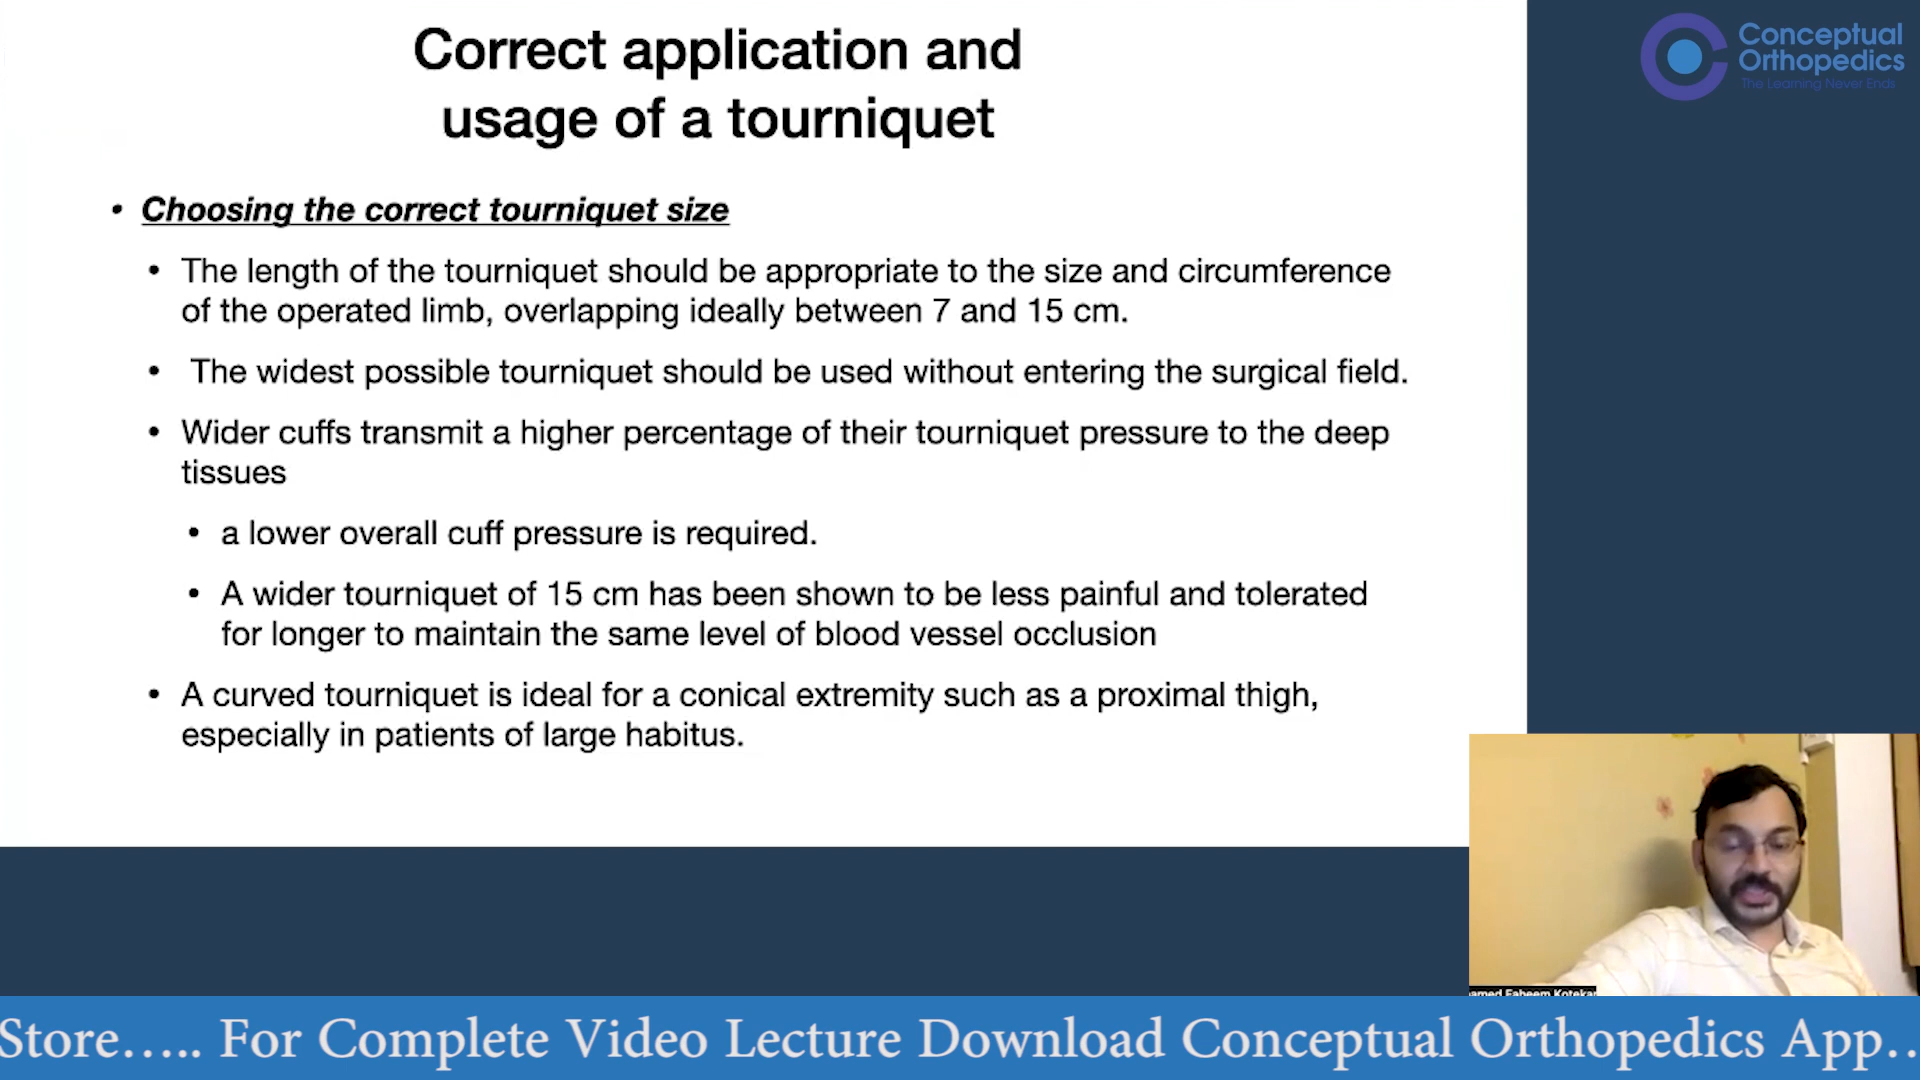 Correct application and
usage of a tourniquet
• Choosing the correct tourniquet size
• The length of the tourniquet should be appropriate to the size and circumference
of the operated limb, overlapping ideally between 7 and 15 cm.
• The widest possible tourniquet should be used without entering the surgical field.
• Wider cuffs transmit a higher percentage of their tourniquet pressure to the deep
tissues
• a lower overall cuff pressure is required.
• A wider tourniquet of 15 cm has been shown to be less painful and tolerated
for longer to maintain the same level of blood vessel occlusion
• A curved tourniquet is ideal for a conical extremity such as a proximal thigh,
especially in patients of large habitus.
Conceptual
Orthopedics
The Learning Never Ends
Faheem
Store..... For Complete Video Lecture Download Conceptual Orthopedics App..